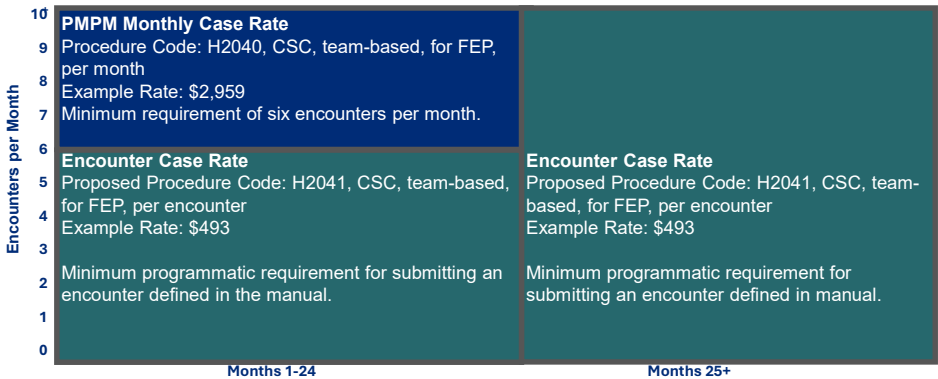 Encounters per Month
10
9
8
7
6
5
4
3
2
1
0
PMPM Monthly Case Rate
Procedure Code: H2040, CSC, team-based, for FEP,
per month
Example Rate: $2,959
Minimum requirement of six encounters per month.
Encounter Case Rate
Proposed Procedure Code: H2041, CSC, team-based,
for FEP, per encounter
Example Rate: $493
Minimum programmatic requirement for submitting an
encounter defined in the manual.
Encounter Case Rate
Proposed Procedure Code: H2041, CSC, team-
based, for FEP, per encounter
Example Rate: $493
Minimum programmatic requirement for
submitting an encounter defined in manual.
Months 1-24
Months 25+